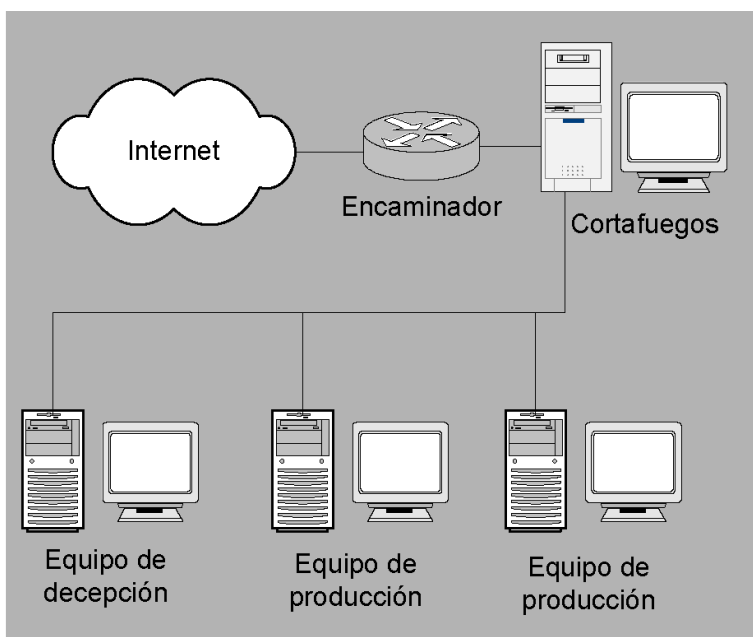 Internet
Encaminador
Cortafuegos
Equipo de
decepción
Equipo de
producción
Equipo de
producción